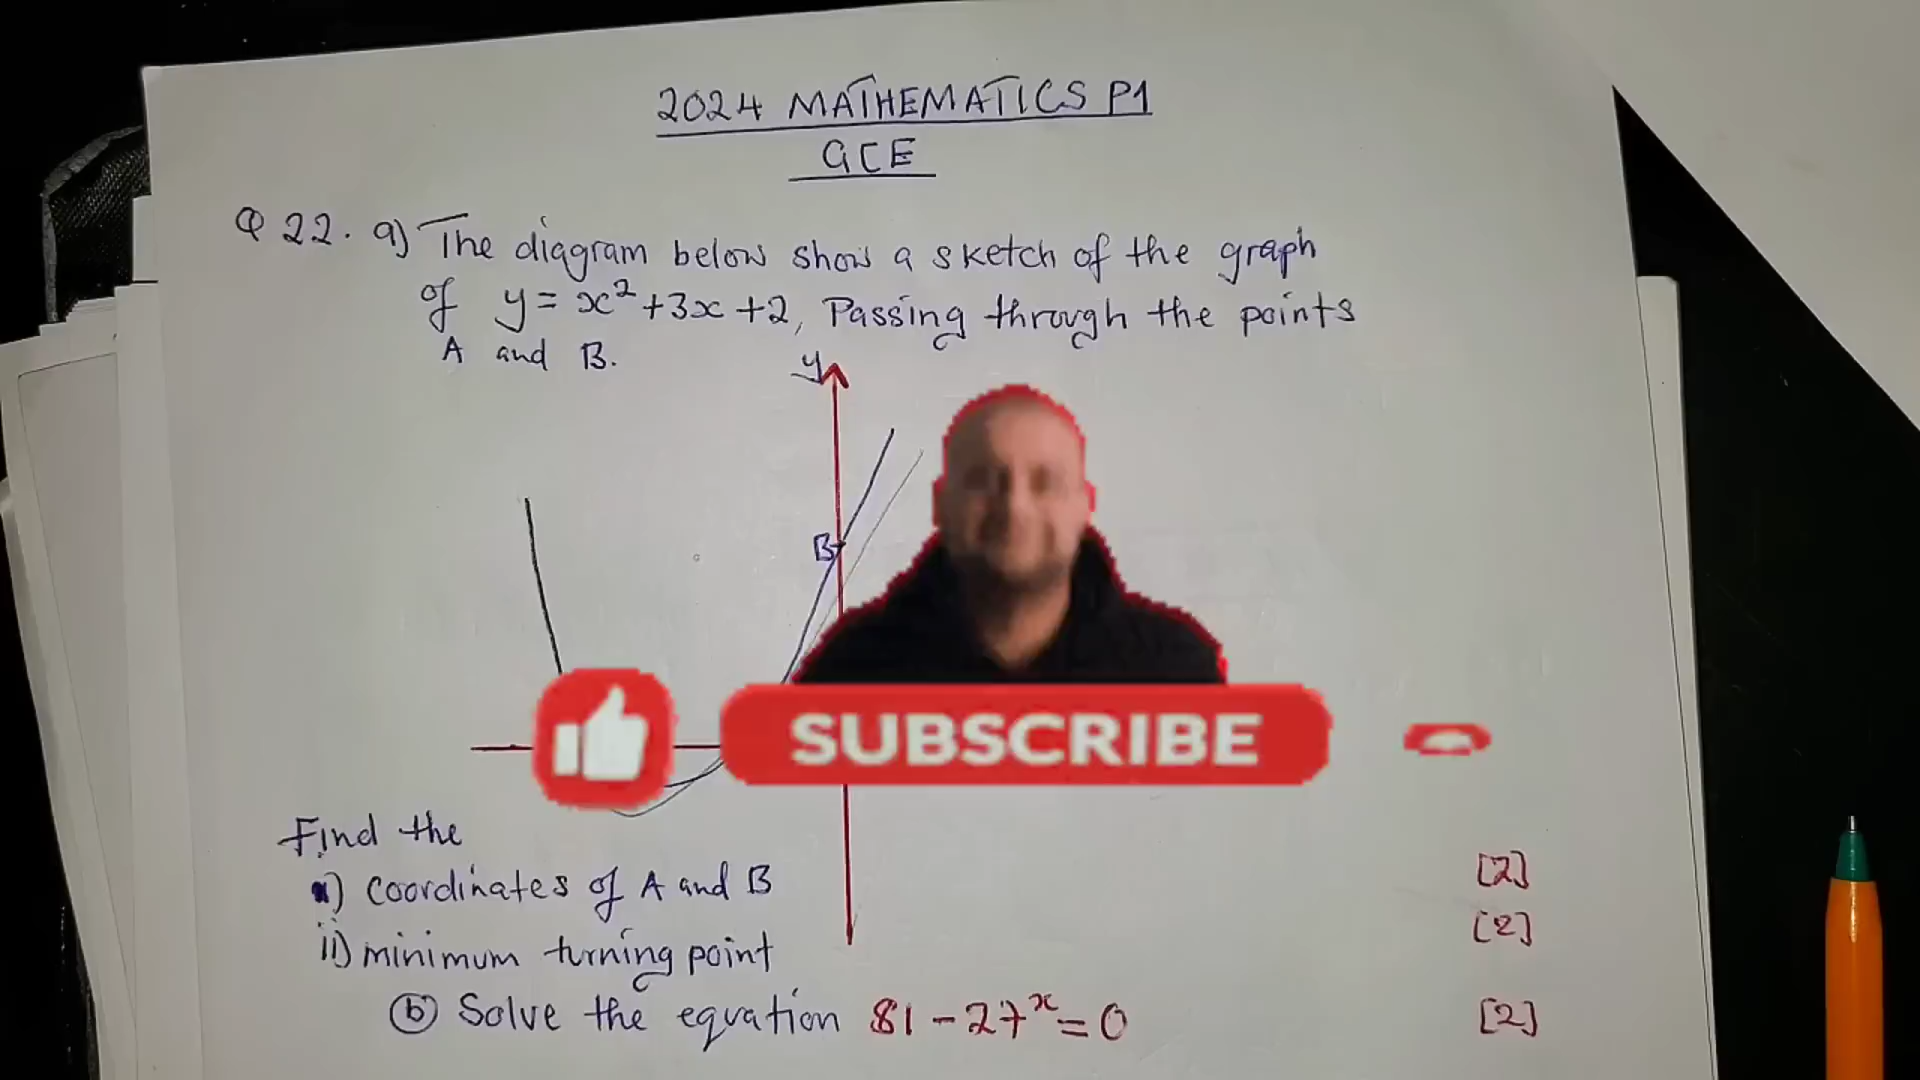 2024 MATHEMATICS P1
GCE
Q 22. a) The diagram below show a sketch of the graph
of y = x² + 3x + 2, Passing through the points
A and B.
y
B
SUBSCRIBE
Find the
i) coordinates of A and B [2]
ii) minimum turning point [2]
(b) Solve the equation 81 - 27ˣ = 0 [2]